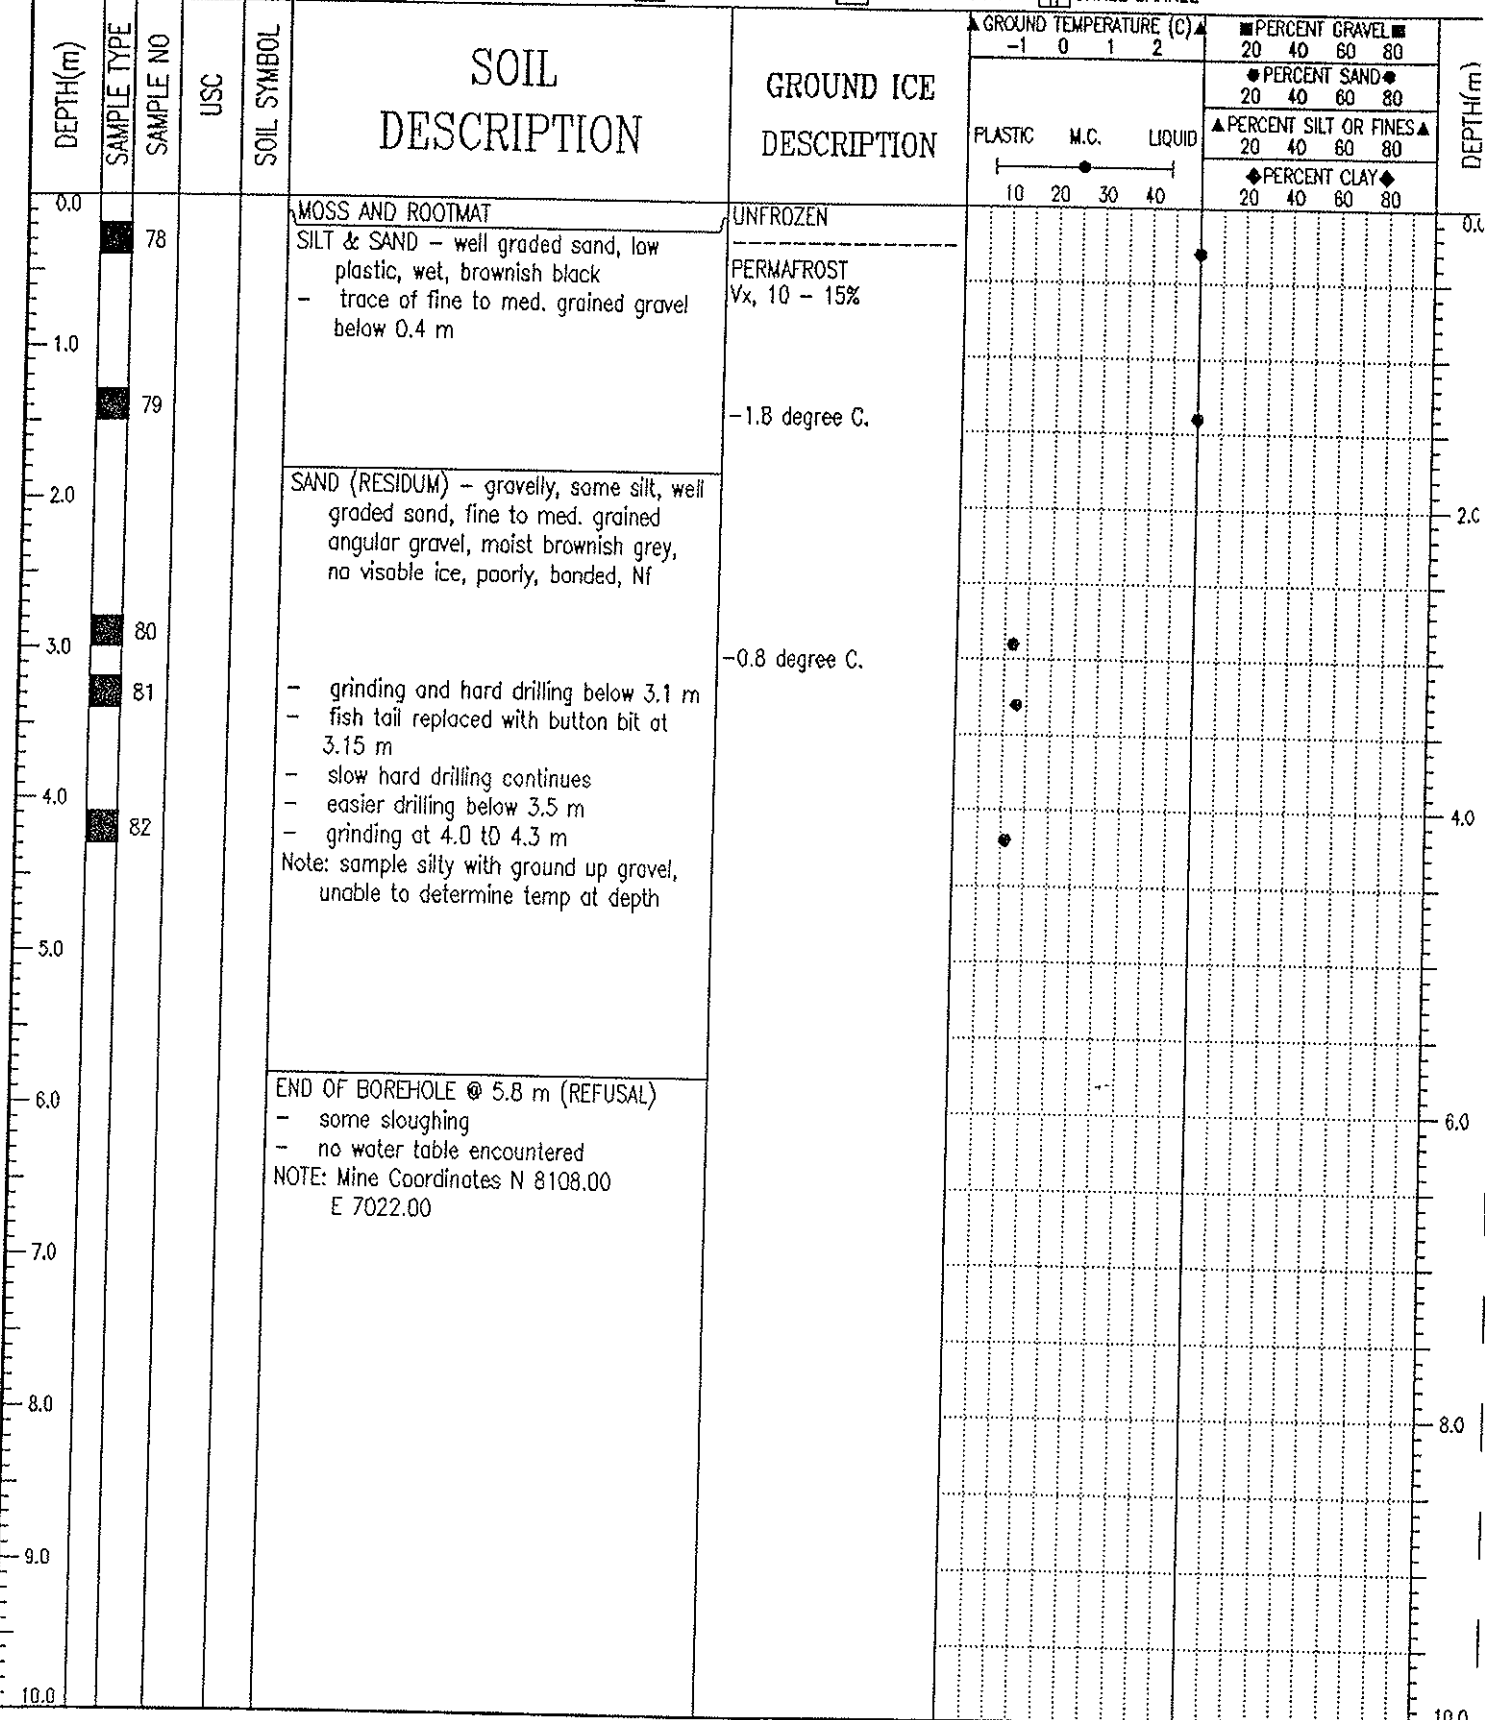 DEPTH(m)
SAMPLE TYPE
SAMPLE NO
USC
SOIL SYMBOL
SOIL
DESCRIPTION
GROUND ICE
DESCRIPTION
▲GROUND TEMPERATURE (C)▲
-1 0 1 2
PLASTIC M.C. LIQUID
10 20 30 40
■PERCENT GRAVEL■
20 40 60 80
●PERCENT SAND●
20 40 60 80
▲PERCENT SILT OR FINES▲
20 40 60 80
◆PERCENT CLAY◆
20 40 60 80
DEPTH(m)
0.0
1.0
2.0
3.0
4.0
5.0
6.0
7.0
8.0
9.0
10.0
78
79
80
81
82
MOSS AND ROOTMAT
SILT & SAND – well graded sand, low
plastic, wet, brownish black
– trace of fine to med. grained gravel
below 0.4 m
SAND (RESIDUM) – gravelly, some silt, well
graded sand, fine to med. grained
angular gravel, moist brownish grey,
no visable ice, poorly, bonded, Nf
– grinding and hard drilling below 3.1 m
– fish tail replaced with button bit at
3.15 m
– slow hard drilling continues
– easier drilling below 3.5 m
– grinding at 4.0 t0 4.3 m
Note: sample silty with ground up gravel,
unable to determine temp at depth
END OF BOREHOLE @ 5.8 m (REFUSAL)
– some sloughing
– no water table encountered
NOTE: Mine Coordinates N 8108.00
E 7022.00
UNFROZEN
PERMAFROST
Vx, 10 – 15%
-1.8 degree C.
-0.8 degree C.
0.0
2.0
4.0
6.0
8.0
10.0